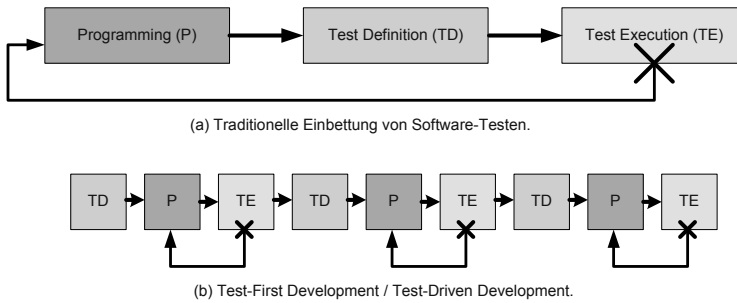 Programming (P)
Test Definition (TD)
Test Execution (TE)
(a) Traditionelle Einbettung von Software-Testen.
TD
P
TE
TD
P
TE
TD
P
TE
(b) Test-First Development / Test-Driven Development.